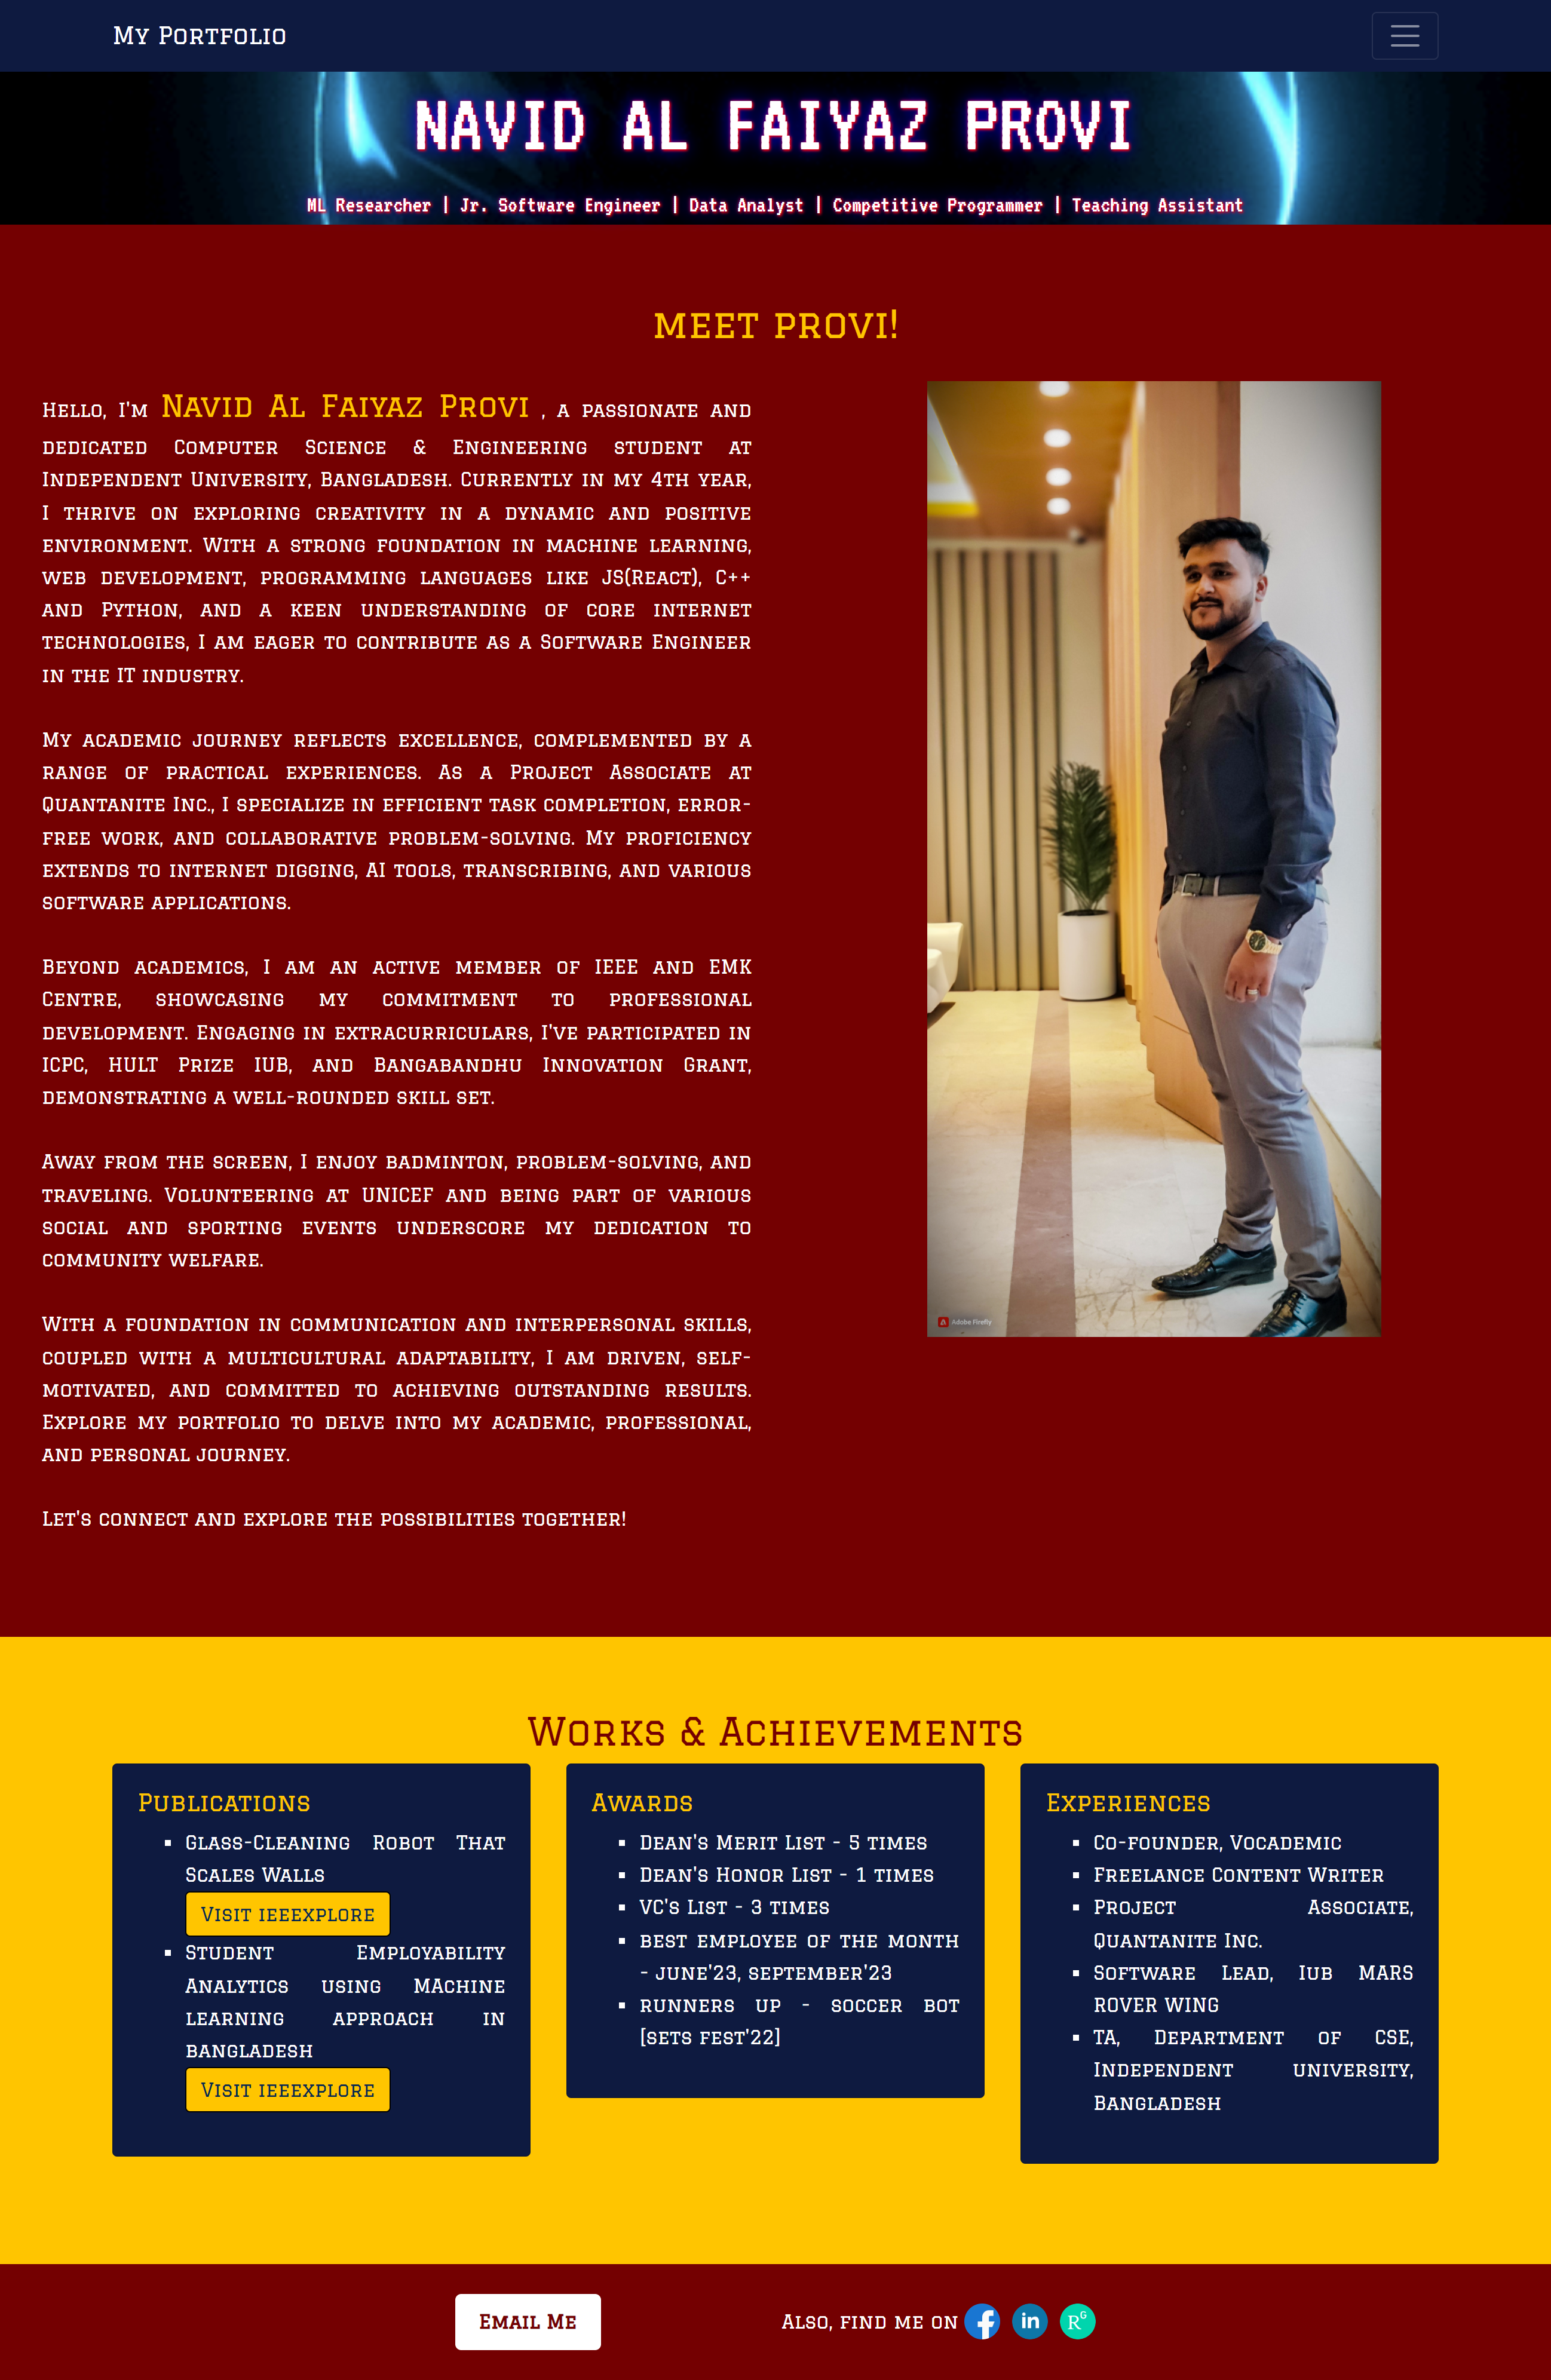 My Portfolio
NAVID AL FAIYAZ PROVI
ML Researcher | Jr. Software Engineer | Data Analyst | Competitive Programmer | Teaching Assistant
MEET PROVI!
Hello, I'm Navid Al Faiyaz Provi , a passionate and
dedicated Computer Science & Engineering student at
Independent University, Bangladesh. Currently in my 4th year,
I thrive on exploring creativity in a dynamic and positive
environment. With a strong foundation in machine learning,
web development, programming languages like JS(React), C++
and Python, and a keen understanding of core internet
technologies, I am eager to contribute as a Software Engineer
in the IT industry.
My academic journey reflects excellence, complemented by a
range of practical experiences. As a Project Associate at
Quantanite Inc., I specialize in efficient task completion, error-
free work, and collaborative problem-solving. My proficiency
extends to internet digging, AI tools, transcribing, and various
software applications.
Beyond academics, I am an active member of IEEE and EMK
Centre, showcasing my commitment to professional
development. Engaging in extracurriculars, I've participated in
ICPC, HULT Prize IUB, and Bangabandhu Innovation Grant,
demonstrating a well-rounded skill set.
Away from the screen, I enjoy badminton, problem-solving, and
traveling. Volunteering at UNICEF and being part of various
social and sporting events underscore my dedication to
community welfare.
With a foundation in communication and interpersonal skills,
coupled with a multicultural adaptability, I am driven, self-
motivated, and committed to achieving outstanding results.
Explore my portfolio to delve into my academic, professional,
and personal journey.
Let's connect and explore the possibilities together!
Adobe Firefly
Works & Achievements
Publications
Glass-Cleaning Robot That
Scales Walls
Visit ieeexplore
Student Employability
Analytics using MAchine
learning approach in
bangladesh
Visit ieeexplore
Awards
Dean's Merit List - 5 times
Dean's Honor List - 1 times
VC's List - 3 times
best employee of the month
- june'23, september'23
runners up - soccer bot
[sets fest'22]
Experiences
Co-founder, Vocademic
Freelance Content Writer
Project Associate,
Quantanite Inc.
Software Lead, Iub MARS
ROVER WING
TA, Department of CSE,
Independent university,
Bangladesh
Email Me
Also, find me on
in
RG